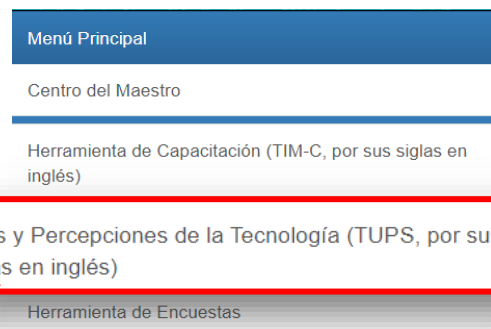 Menú Principal
Centro del Maestro
Herramienta de Capacitación (TIM-C, por sus siglas en
inglés)
y Percepciones de la Tecnología (TUPS, por su
en inglés)
Herramienta de Encuestas